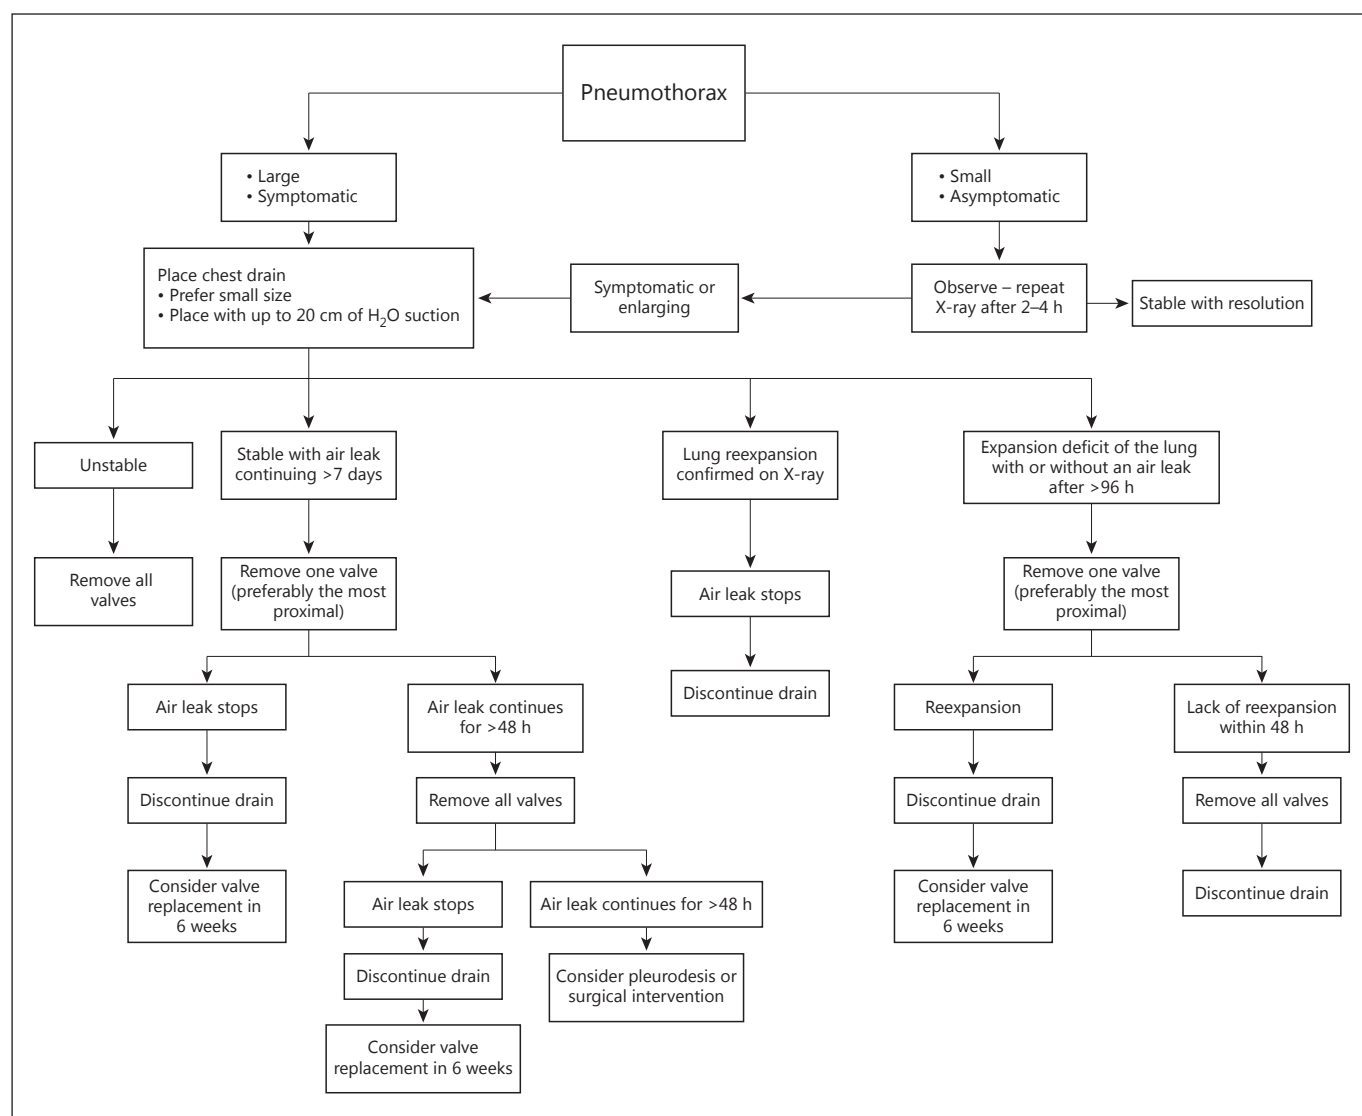 Pneumothorax
• Large
• Symptomatic
• Small
• Asymptomatic
Place chest drain
• Prefer small size
• Place with up to 20 cm of H₂O suction
Symptomatic or
enlarging
Observe – repeat
X-ray after 2–4 h
Stable with resolution
Unstable
Stable with air leak
continuing >7 days
Lung reexpansion
confirmed on X-ray
Expansion deficit of the lung
with or without an air leak
after >96 h
Remove all
valves
Remove one valve
(preferably the most
proximal)
Air leak stops
Remove one valve
(preferably the most
proximal)
Air leak stops
Air leak continues
for >48 h
Discontinue drain
Reexpansion
Lack of reexpansion
within 48 h
Discontinue drain
Remove all valves
Discontinue drain
Remove all valves
Consider valve
replacement in
6 weeks
Air leak stops
Air leak continues for >48 h
Consider valve
replacement in
6 weeks
Discontinue drain
Discontinue drain
Consider pleurodesis or
surgical intervention
Consider valve
replacement in 6 weeks